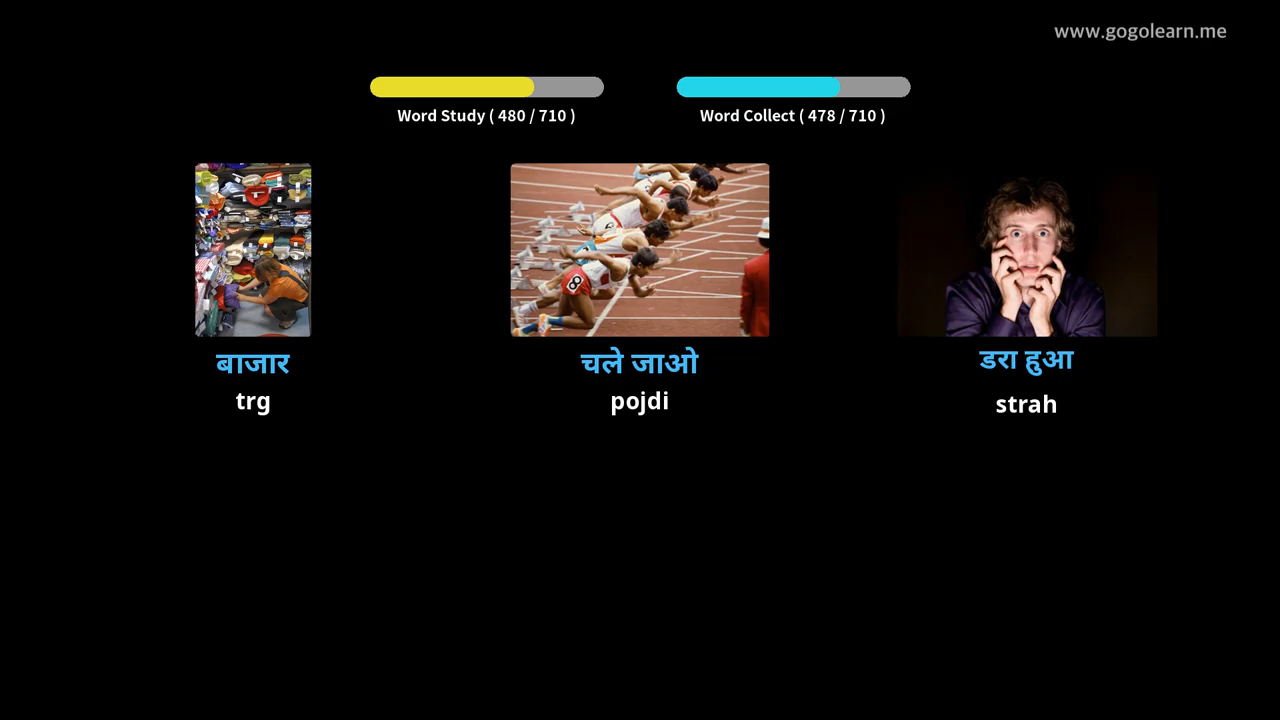 www.gogolearn.me
Word Study ( 480 / 710 )
Word Collect ( 478 / 710 )
बाजार
trg
चले जाओ
pojdi
डरा हुआ
strah